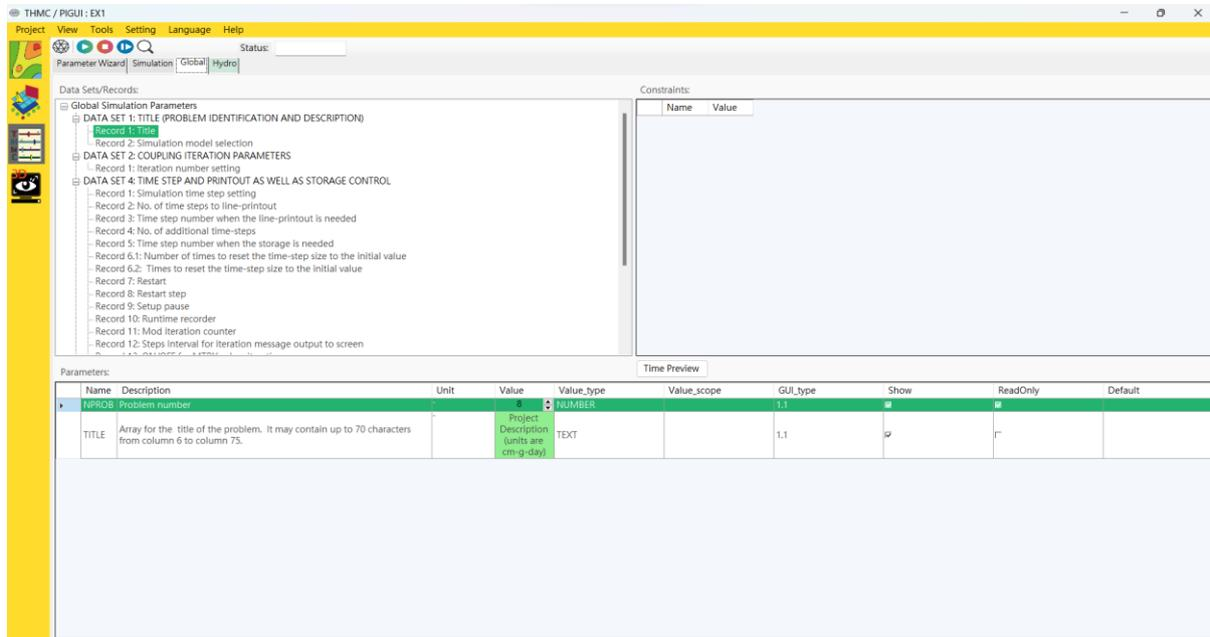 THMC / PIGUI : EX1
Project View Tools Setting Language Help
Status:
Parameter Wizard Simulation Global Hydro
Data Sets/Records:
Global Simulation Parameters
DATA SET 1: TITLE (PROBLEM IDENTIFICATION AND DESCRIPTION)
Record 1: Title
Record 2: Simulation model selection
DATA SET 2: COUPLING ITERATION PARAMETERS
Record 1: Iteration number setting
DATA SET 4: TIME STEP AND PRINTOUT AS WELL AS STORAGE CONTROL
Record 1: Simulation time step setting
Record 2: No. of time steps to line-printout
Record 3: Time step number when the line-printout is needed
Record 4: No. of additional time-steps
Record 5: Time step number when the storage is needed
Record 6.1: Number of times to reset the time-step size to the initial value
Record 6.2: Times to reset the time-step size to the initial value
Record 7: Restart
Record 8: Restart step
Record 9: Setup pause
Record 10: Runtime recorder
Record 11: Mod iteration counter
Record 12: Steps interval for iteration message output to screen
Constraints:
Name Value
Time Preview
Parameters:
Name Description Unit Value Value_type Value_scope GUI_type Show ReadOnly Default
NPROB Problem number 8 NUMBER 1.1
TITLE Array for the title of the problem. It may contain up to 70 characters
from column 6 to column 75.
Project
Description
(units are
cm-g-day)
TEXT 1.1
THMC
3D